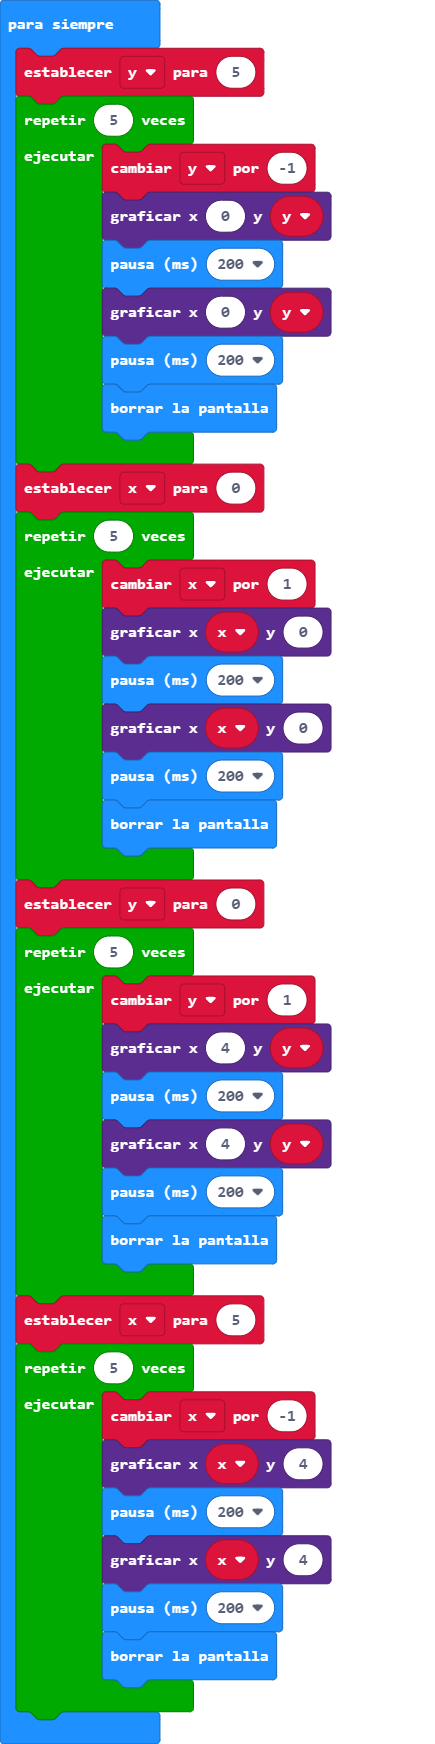 para siempre
establecer y para 5
repetir 5 veces
ejecutar
cambiar y por -1
graficar x 0 y y
pausa (ms) 200
graficar x 0 y y
pausa (ms) 200
borrar la pantalla
establecer x para 0
repetir 5 veces
ejecutar
cambiar x por 1
graficar x x y 0
pausa (ms) 200
graficar x x y 0
pausa (ms) 200
borrar la pantalla
establecer y para 0
repetir 5 veces
ejecutar
cambiar y por 1
graficar x 4 y y
pausa (ms) 200
graficar x 4 y y
pausa (ms) 200
borrar la pantalla
establecer x para 5
repetir 5 veces
ejecutar
cambiar x por -1
graficar x x y 4
pausa (ms) 200
graficar x x y 4
pausa (ms) 200
borrar la pantalla